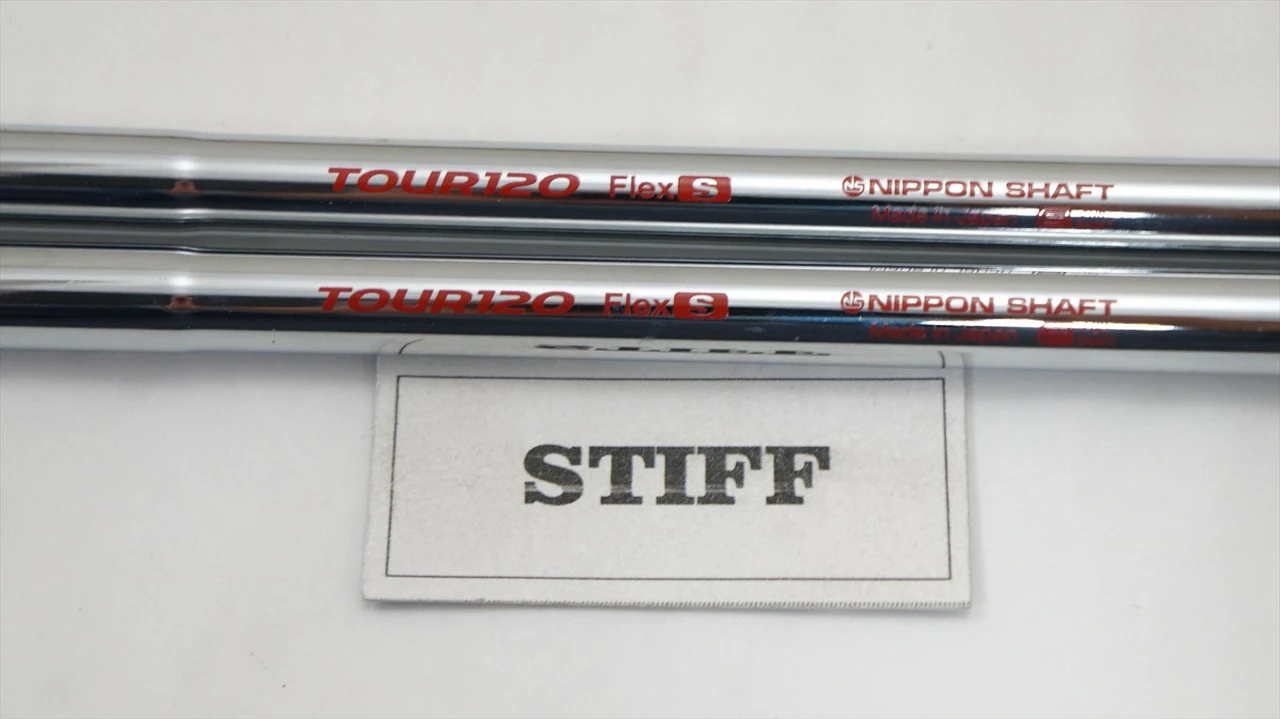 TOUR120 Flex S NIPPON SHAFT
Made in Japan
TOUR120 Flex S NIPPON SHAFT
Made in Japan
STIFF